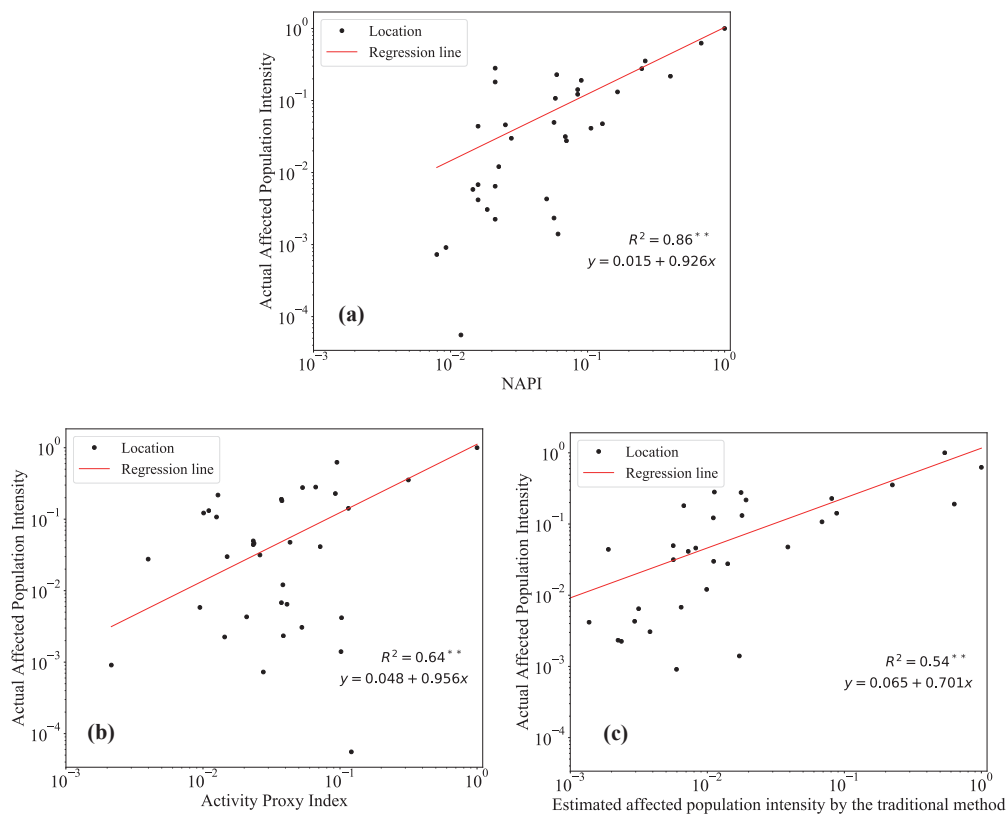 Actual Affected Population Intensity
10^0
10^-1
10^-2
10^-3
10^-4
Location
Regression line
R^2 = 0.86**
y = 0.015 + 0.926x
(a)
10^-3
10^-2
10^-1
10^0
NAPI
Actual Affected Population Intensity
10^0
10^-1
10^-2
10^-3
10^-4
Location
Regression line
R^2 = 0.64**
y = 0.048 + 0.956x
(b)
10^-3
10^-2
10^-1
10^0
Activity Proxy Index
Actual Affected Population Intensity
10^0
10^-1
10^-2
10^-3
10^-4
Location
Regression line
R^2 = 0.54**
y = 0.065 + 0.701x
(c)
10^-3
10^-2
10^-1
10^0
Estimated affected population intensity by the traditional method